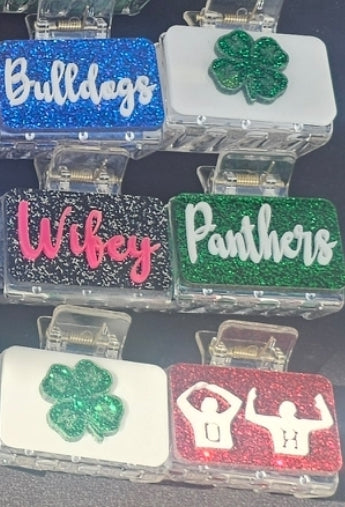 Bulldogs
Wifey
Panthers
O H